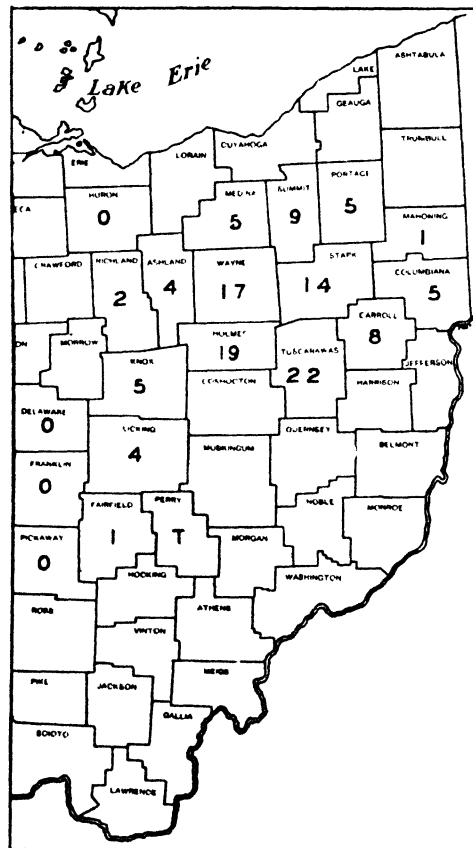 Lake Erie
ASHTABULA
LAKE
GEAUGA
CUYAHOGA
LORAIN
ERIE
TRUMBULL
PORTAGE
5
SUMMIT
9
MEDINA
5
HURON
0
ECA
MAHONING
1
CRAWFORD
RICHLAND
2
ASHLAND
4
WAYNE
17
STARK
14
COLUMBIANA
5
CARROLL
8
HOLMES
19
TUSCARAWAS
22
JEFFERSON
ON
MORROW
KNOX
5
COSHOCTON
HARRISON
DELAWARE
0
LICKING
4
GUERNSEY
BELMONT
MUSKINGUM
FRANKLIN
0
FAIRFIELD
1
PERRY
T
NOBLE
MONROE
MORGAN
PICKAWAY
0
HOCKING
WASHINGTON
ROSS
ATHENS
VINTON
MEIGS
PIKE
JACKSON
GALLIA
SCIOTO
LAWRENCE